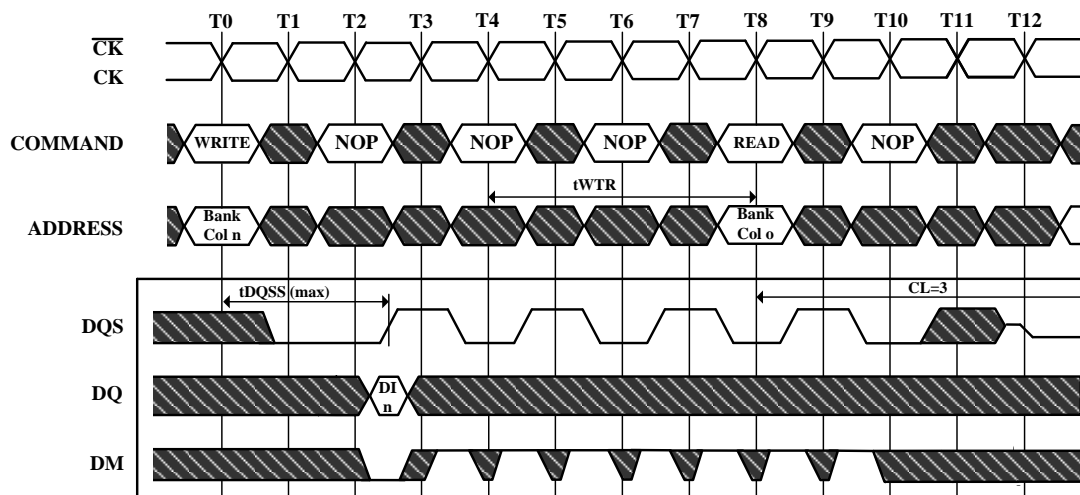 T0 T1 T2 T3 T4 T5 T6 T7 T8 T9 T10 T11 T12
CK
CK
COMMAND WRITE NOP NOP NOP READ NOP
tWTR
ADDRESS Bank Col n Bank Col o
tDQSS (max) CL=3
DQS
DQ DI n
DM